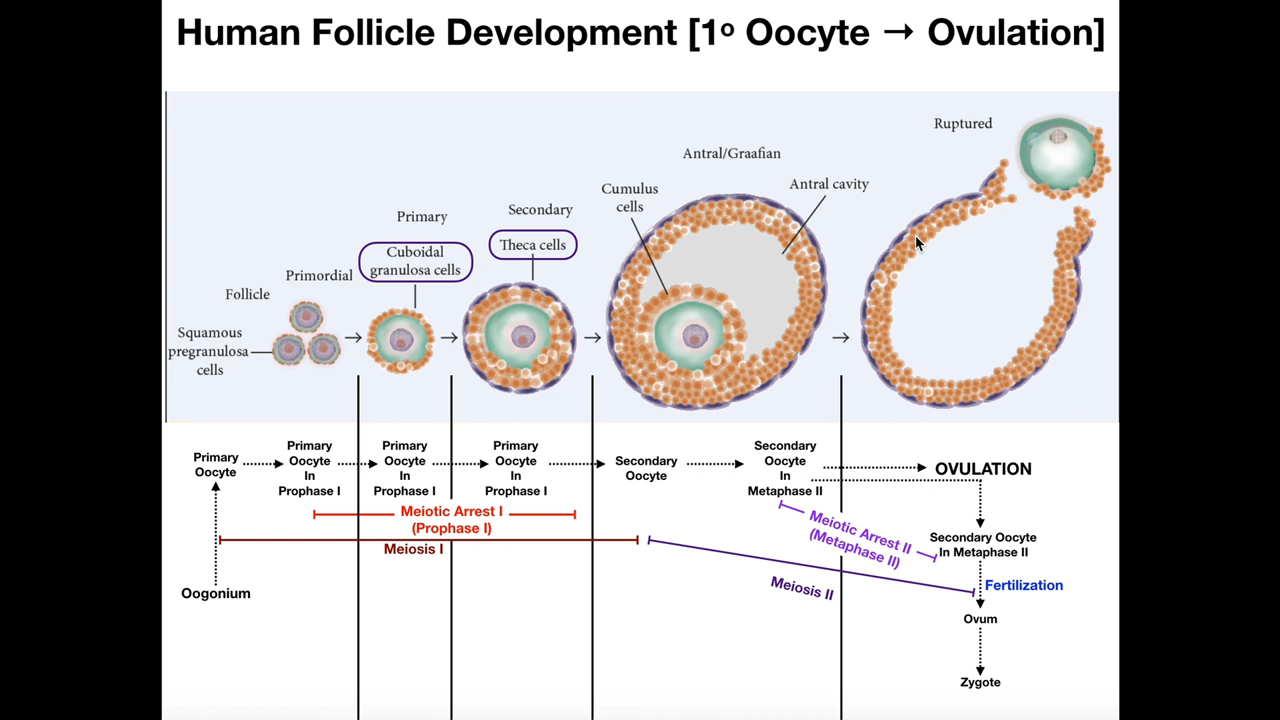 Human Follicle Development [1º Oocyte → Ovulation]
Ruptured
Antral/Graafian
Antral cavity
Cumulus
cells
Secondary
Theca cells
Primary
Cuboidal
granulosa cells
Primordial
Follicle
Squamous
pregranulosa
cells
Primary
Oocyte
Primary
Oocyte
In
Prophase I
Primary
Oocyte
In
Prophase I
Primary
Oocyte
In
Prophase I
Secondary
Oocyte
Secondary
Oocyte
In
Metaphase II
OVULATION
Meiotic Arrest I
(Prophase I)
Meiosis I
Meiotic Arrest II
(Metaphase II)
Meiosis II
Secondary Oocyte
In Metaphase II
Fertilization
Oogonium
Ovum
Zygote